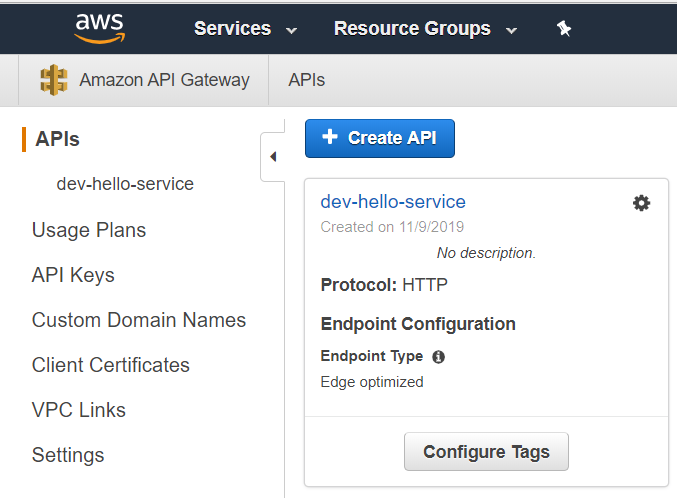 aws
Services
Resource Groups
Amazon API Gateway
APIs
APIs
dev-hello-service
Usage Plans
API Keys
Custom Domain Names
Client Certificates
VPC Links
Settings
+ Create API
dev-hello-service
Created on 11/9/2019
No description.
Protocol: HTTP
Endpoint Configuration
Endpoint Type
Edge optimized
Configure Tags